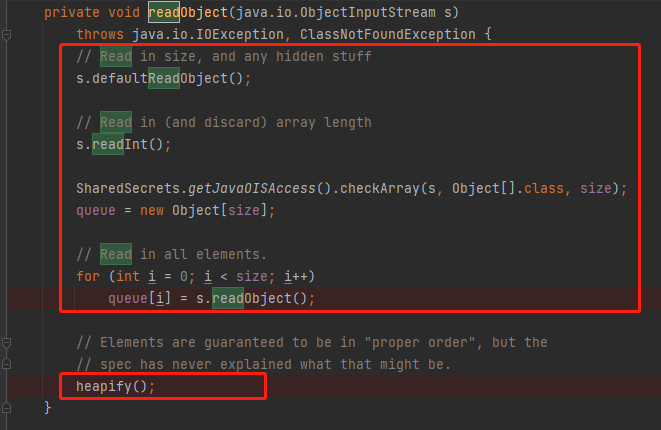 private void readObject(java.io.ObjectInputStream s)
throws java.io.IOException, ClassNotFoundException {
// Read in size, and any hidden stuff
s.defaultReadObject();
// Read in (and discard) array length
s.readInt();
SharedSecrets.getJavaOISAccess().checkArray(s, Object[].class, size);
queue = new Object[size];
// Read in all elements.
for (int i = 0; i < size; i++)
queue[i] = s.readObject();
// Elements are guaranteed to be in "proper order", but the
// spec has never explained what that might be.
heapify();
}